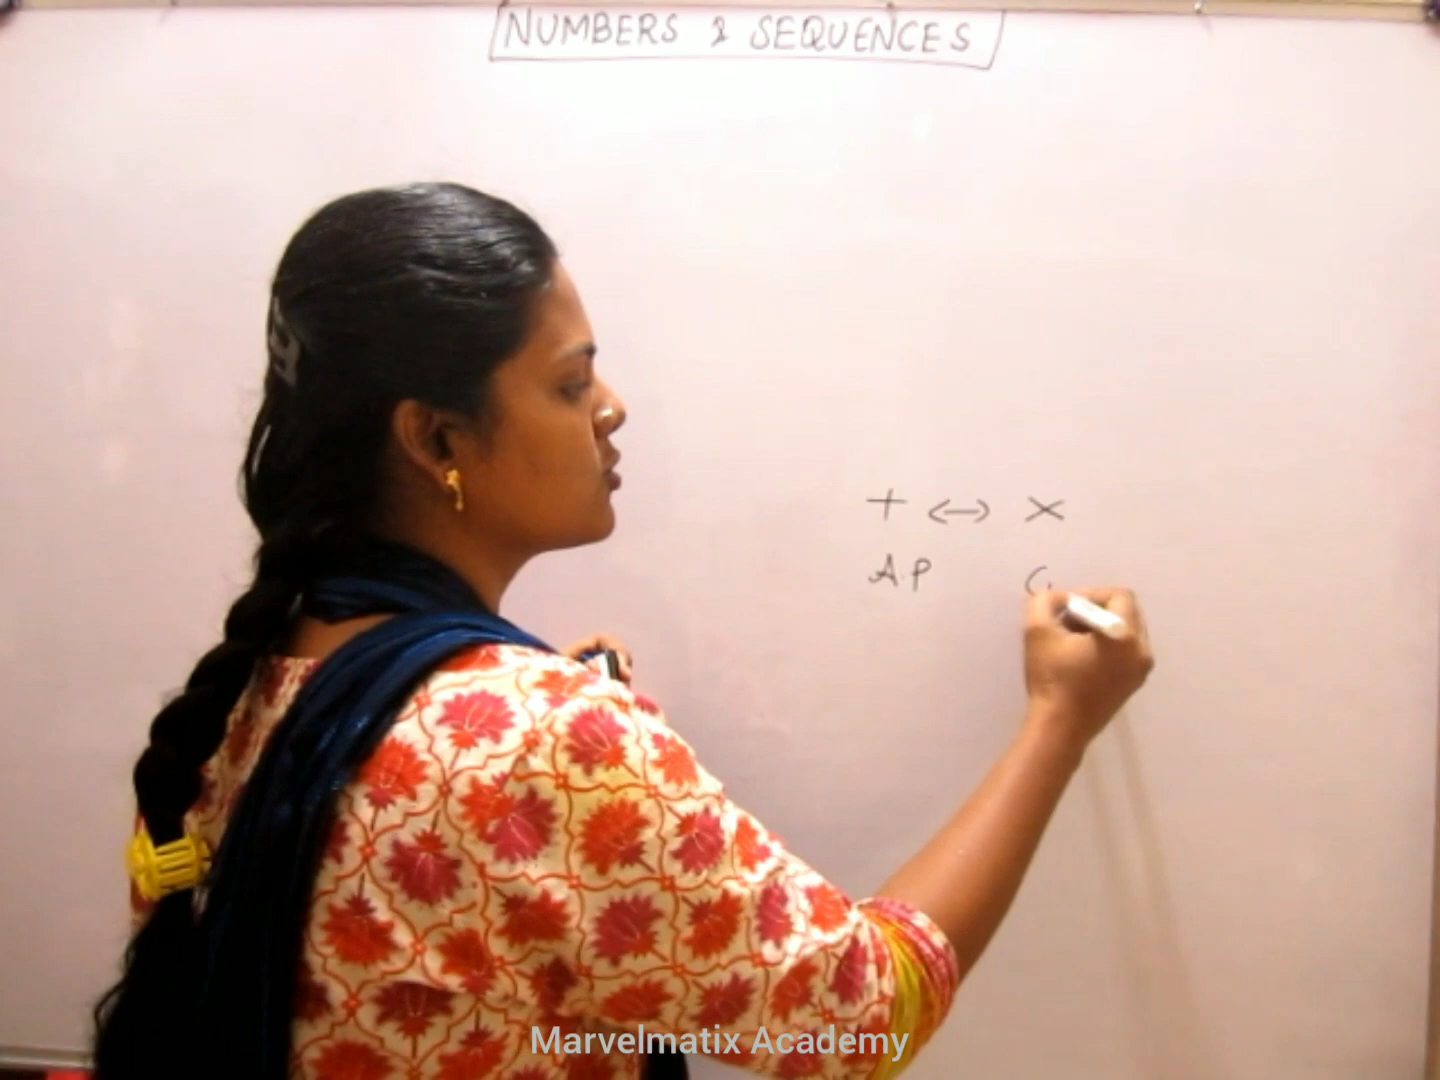 NUMBERS & SEQUENCES
+ ↔ ×
A.P
Marvelmatix Academy